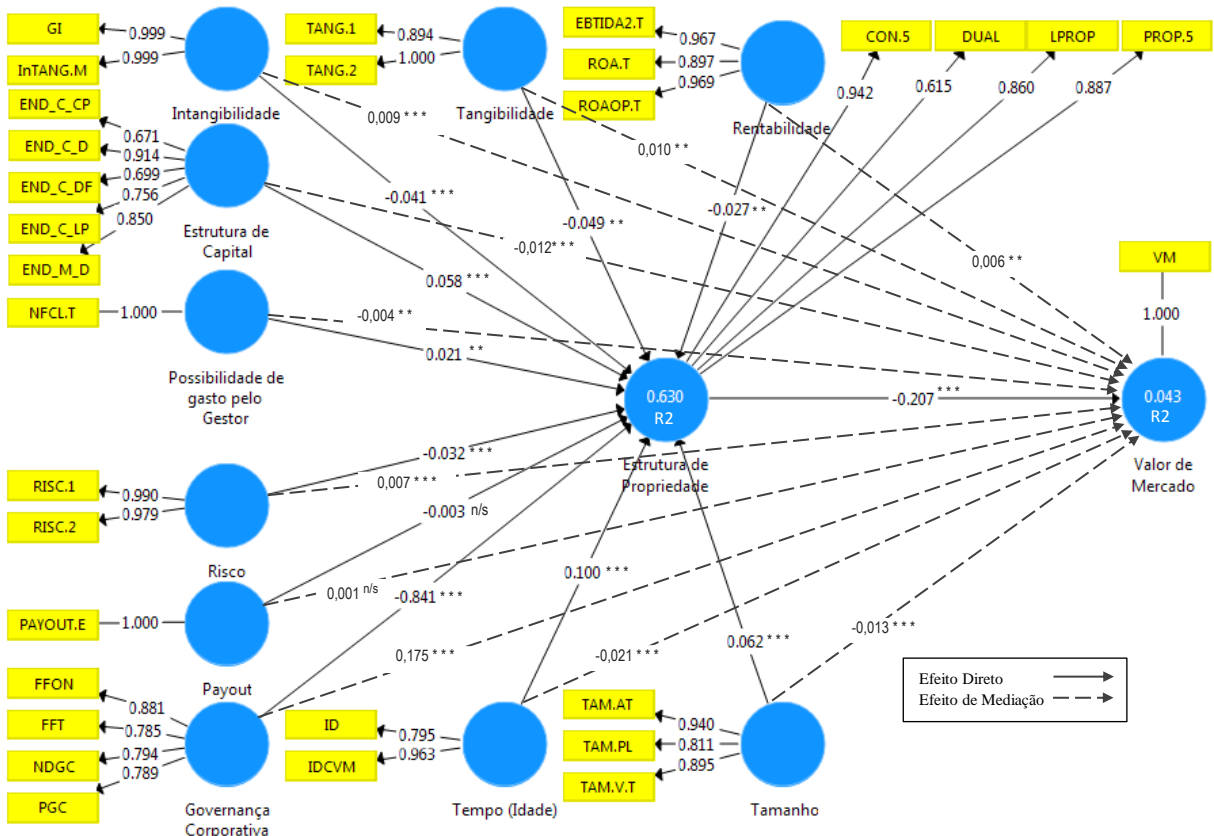 GI
0.999
InTANG.M
0.999
Intangibilidade
TANG.1
0.894
TANG.2
1.000
Tangibilidade
EBTIDA2.T
0.967
ROA.T
0.897
ROAOP.T
0.969
Rentabilidade
CON.5
DUAL
LPROP
PROP.5
0.942
0.615
0.860
0.887
END_C_CP
0.671
END_C_D
0.914
END_C_DF
0.699
END_C_LP
0.756
END_M_D
0.850
Estrutura de
Capital
0,009 ***
0,010 **
-0.041 ***
-0.049 **
-0.027 **
-0,012***
0,006 **
0.058 ***
VM
1.000
NFCL.T
1.000
Possibilidade de
gasto pelo
Gestor
-0,004 **
0.021 **
0.630
R2
Estrutura de
Propriedade
-0.207 ***
0.043
R2
Valor de
Mercado
RISC.1
0.990
RISC.2
0.979
Risco
-0.032 ***
0,007 ***
-0.003 n/s
PAYOUT.E
1.000
Payout
0,001 n/s
-0.841 ***
0.100 ***
0.062 ***
-0,013 ***
0,175 ***
-0,021 ***
FFON
0.881
FFT
0.785
NDGC
0.794
PGC
0.789
Governança
Corporativa
ID
0.795
IDCVM
0.963
Tempo (Idade)
TAM.AT
0.940
TAM.PL
0.811
TAM.V.T
0.895
Tamanho
Efeito Direto
Efeito de Mediação